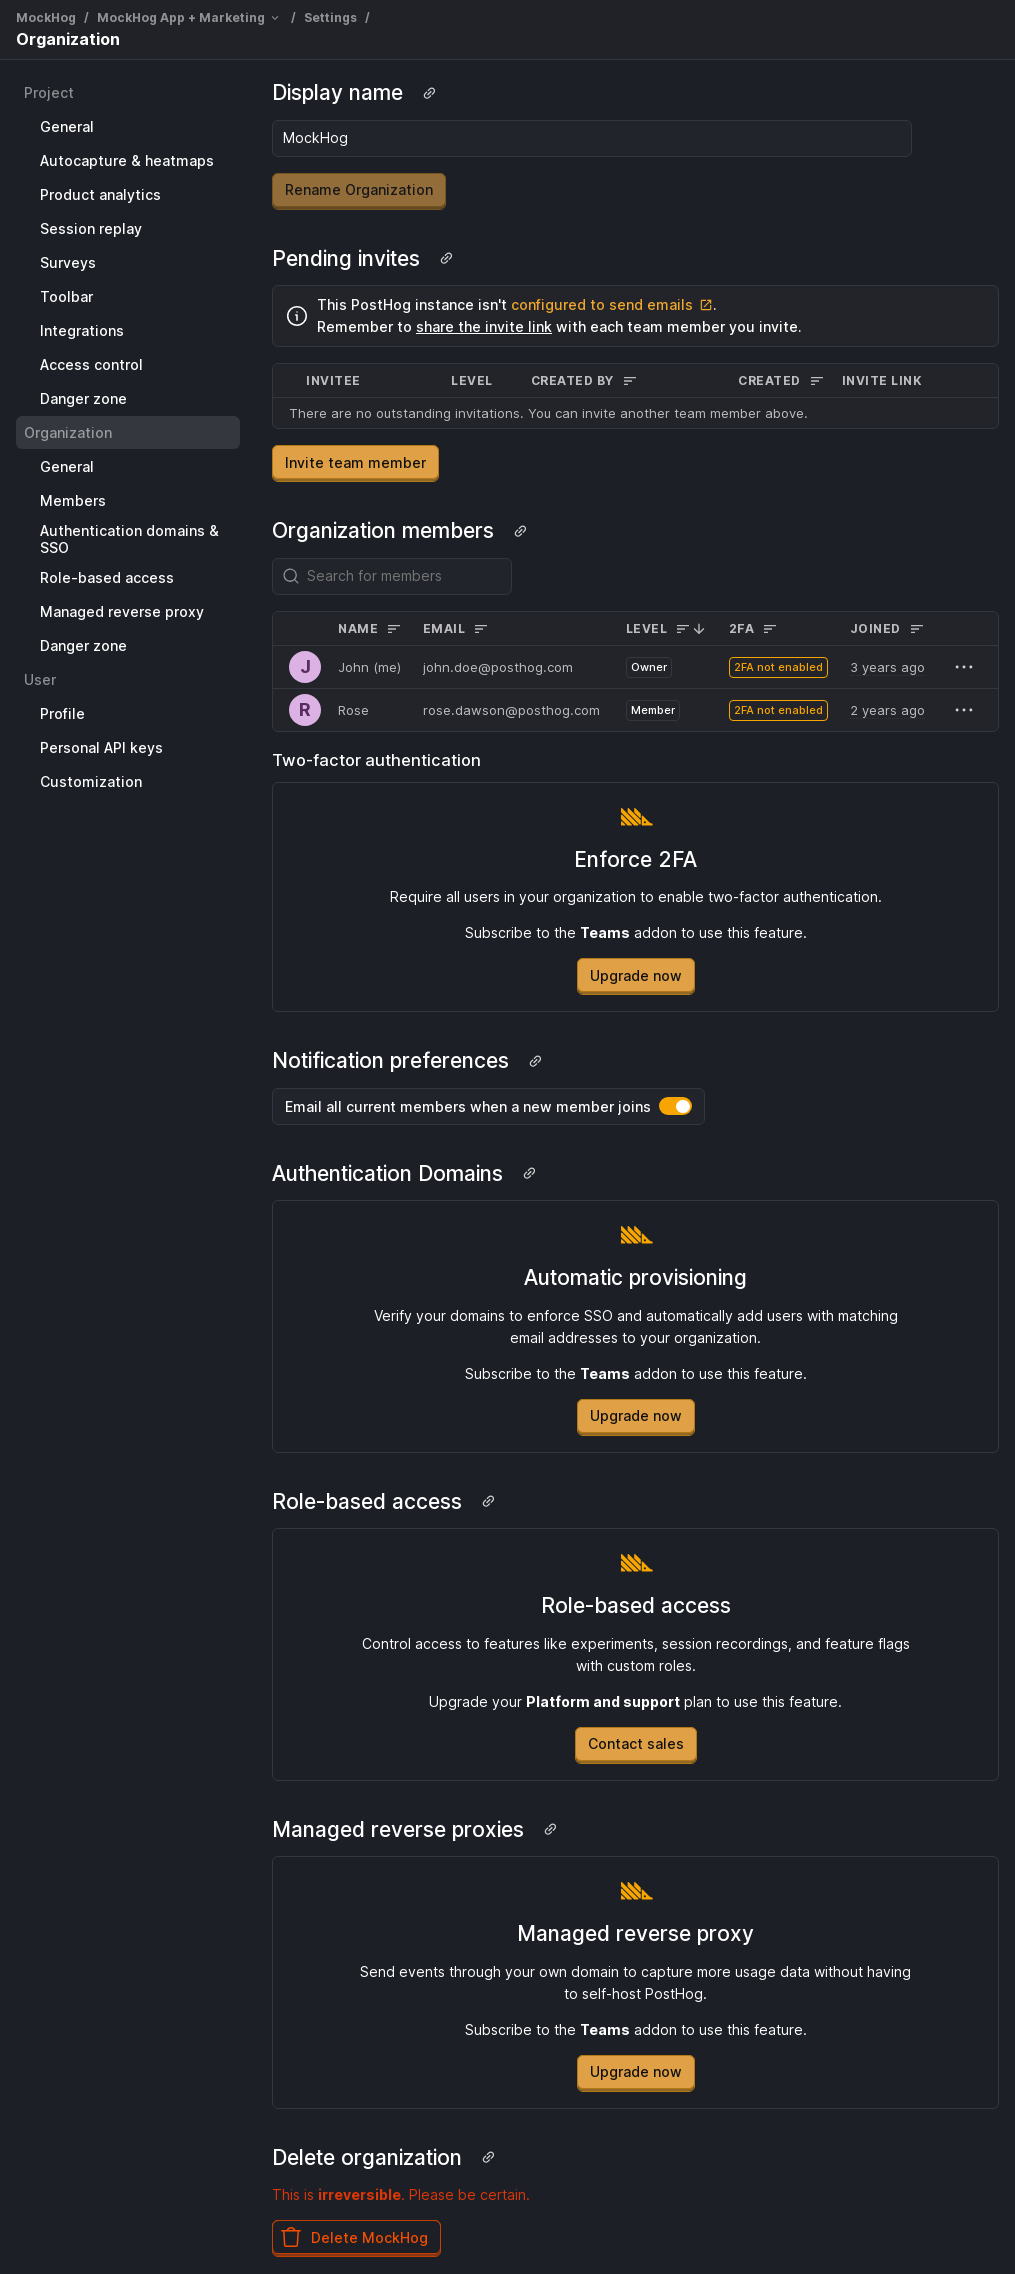 MockHog / MockHog App + Marketing / Settings /
Organization
Project
General
Autocapture & heatmaps
Product analytics
Session replay
Surveys
Toolbar
Integrations
Access control
Danger zone
Organization
General
Members
Authentication domains &
SSO
Role-based access
Managed reverse proxy
Danger zone
User
Profile
Personal API keys
Customization
Display name
MockHog
Rename Organization
Pending invites
This PostHog instance isn't configured to send emails.
Remember to share the invite link with each team member you invite.
INVITEE LEVEL CREATED BY CREATED INVITE LINK
There are no outstanding invitations. You can invite another team member above.
Invite team member
Organization members
Search for members
NAME EMAIL LEVEL 2FA JOINED
J John (me) john.doe@posthog.com Owner 2FA not enabled 3 years ago
R Rose rose.dawson@posthog.com Member 2FA not enabled 2 years ago
Two-factor authentication
Enforce 2FA
Require all users in your organization to enable two-factor authentication.
Subscribe to the Teams addon to use this feature.
Upgrade now
Notification preferences
Email all current members when a new member joins
Authentication Domains
Automatic provisioning
Verify your domains to enforce SSO and automatically add users with matching
email addresses to your organization.
Subscribe to the Teams addon to use this feature.
Upgrade now
Role-based access
Role-based access
Control access to features like experiments, session recordings, and feature flags
with custom roles.
Upgrade your Platform and support plan to use this feature.
Contact sales
Managed reverse proxies
Managed reverse proxy
Send events through your own domain to capture more usage data without having
to self-host PostHog.
Subscribe to the Teams addon to use this feature.
Upgrade now
Delete organization
This is irreversible. Please be certain.
Delete MockHog